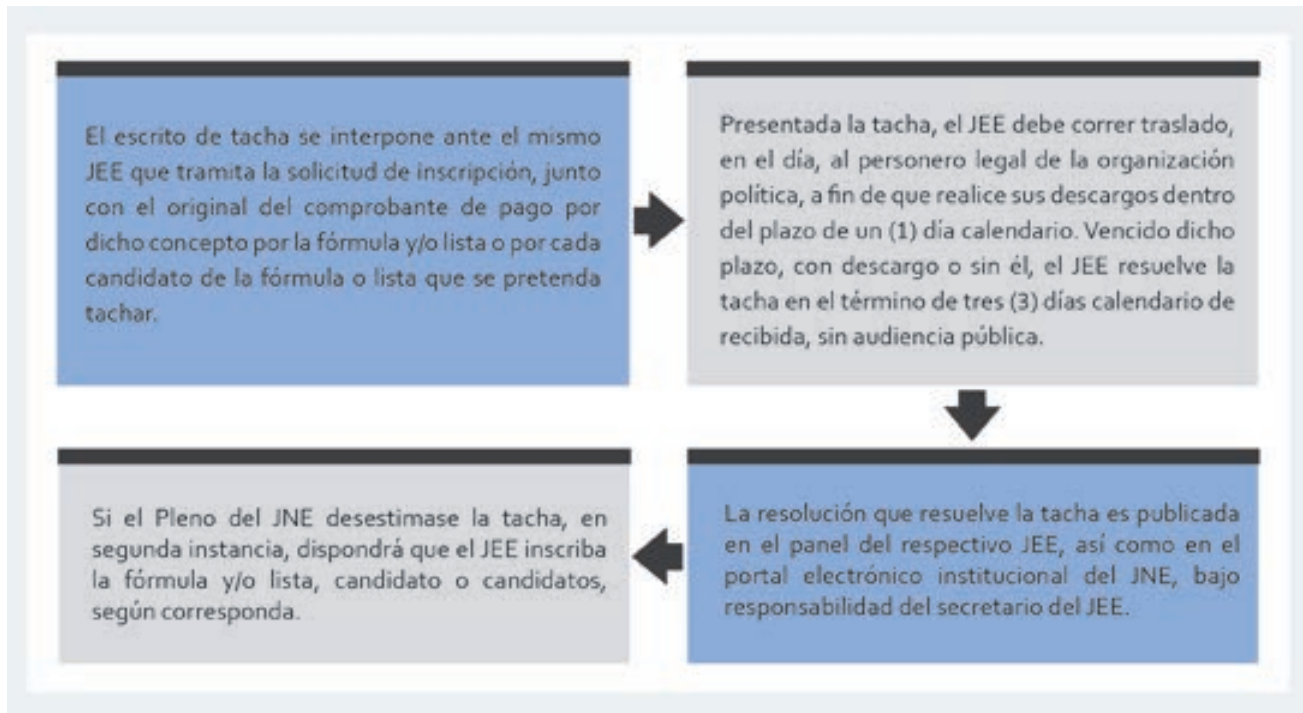 El escrito de tacha se interpone ante el mismo
JEE que tramita la solicitud de inscripción, junto
con el original del comprobante de pago por
dicho concepto por la fórmula y/o lista o por cada
candidato de la fórmula o lista que se pretenda
tachar.
Presentada la tacha, el JEE debe correr traslado,
en el día, al personero legal de la organización
política, a fin de que realice sus descargos dentro
del plazo de un (1) día calendario. Vencido dicho
plazo, con descargo o sin él, el JEE resuelve la
tacha en el término de tres (3) días calendario de
recibida, sin audiencia pública.
La resolución que resuelve la tacha es publicada
en el panel del respectivo JEE, así como en el
portal electrónico institucional del JNE, bajo
responsabilidad del secretario del JEE.
Si el Pleno del JNE desestimase la tacha, en
segunda instancia, dispondrá que el JEE inscriba
la fórmula y/o lista, candidato o candidatos,
según corresponda.